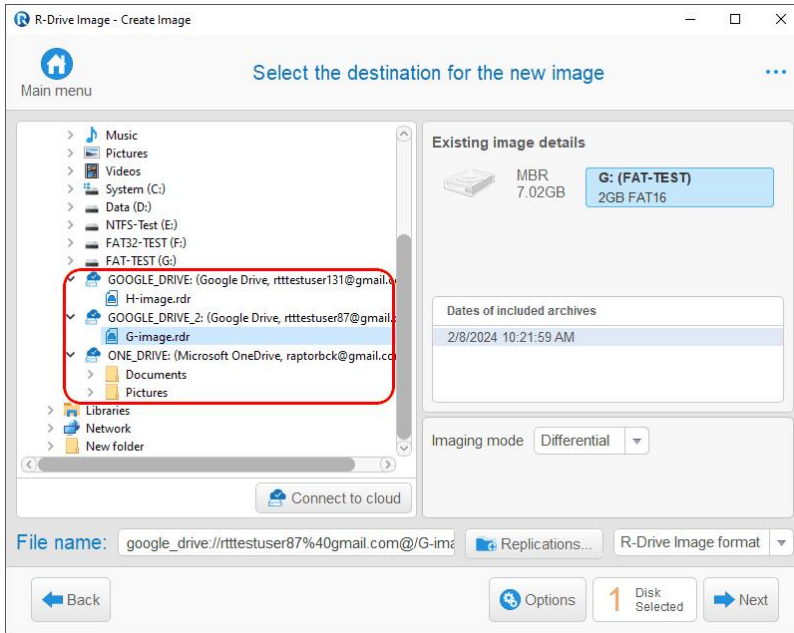 R-Drive Image - Create Image
Main menu
Select the destination for the new image
Music
Pictures
Videos
System (C:)
Data (D:)
NTFS-Test (E:)
FAT32-TEST (F:)
FAT-TEST (G:)
GOOGLE_DRIVE: (Google Drive, rtttestuser131@gmail.co
H-image.rdr
GOOGLE_DRIVE_2: (Google Drive, rtttestuser87@gmail.
G-image.rdr
ONE_DRIVE: (Microsoft OneDrive, raptorbck@gmail.co
Documents
Pictures
Libraries
Network
New folder
Connect to cloud
Existing image details
MBR
7.02GB
G: (FAT-TEST)
2GB FAT16
Dates of included archives
2/8/2024 10:21:59 AM
Imaging mode Differential
File name: google_drive://rtttestuser87%40gmail.com@/G-ima
Replications...
R-Drive Image format
Back
Options
1 Disk
Selected
Next